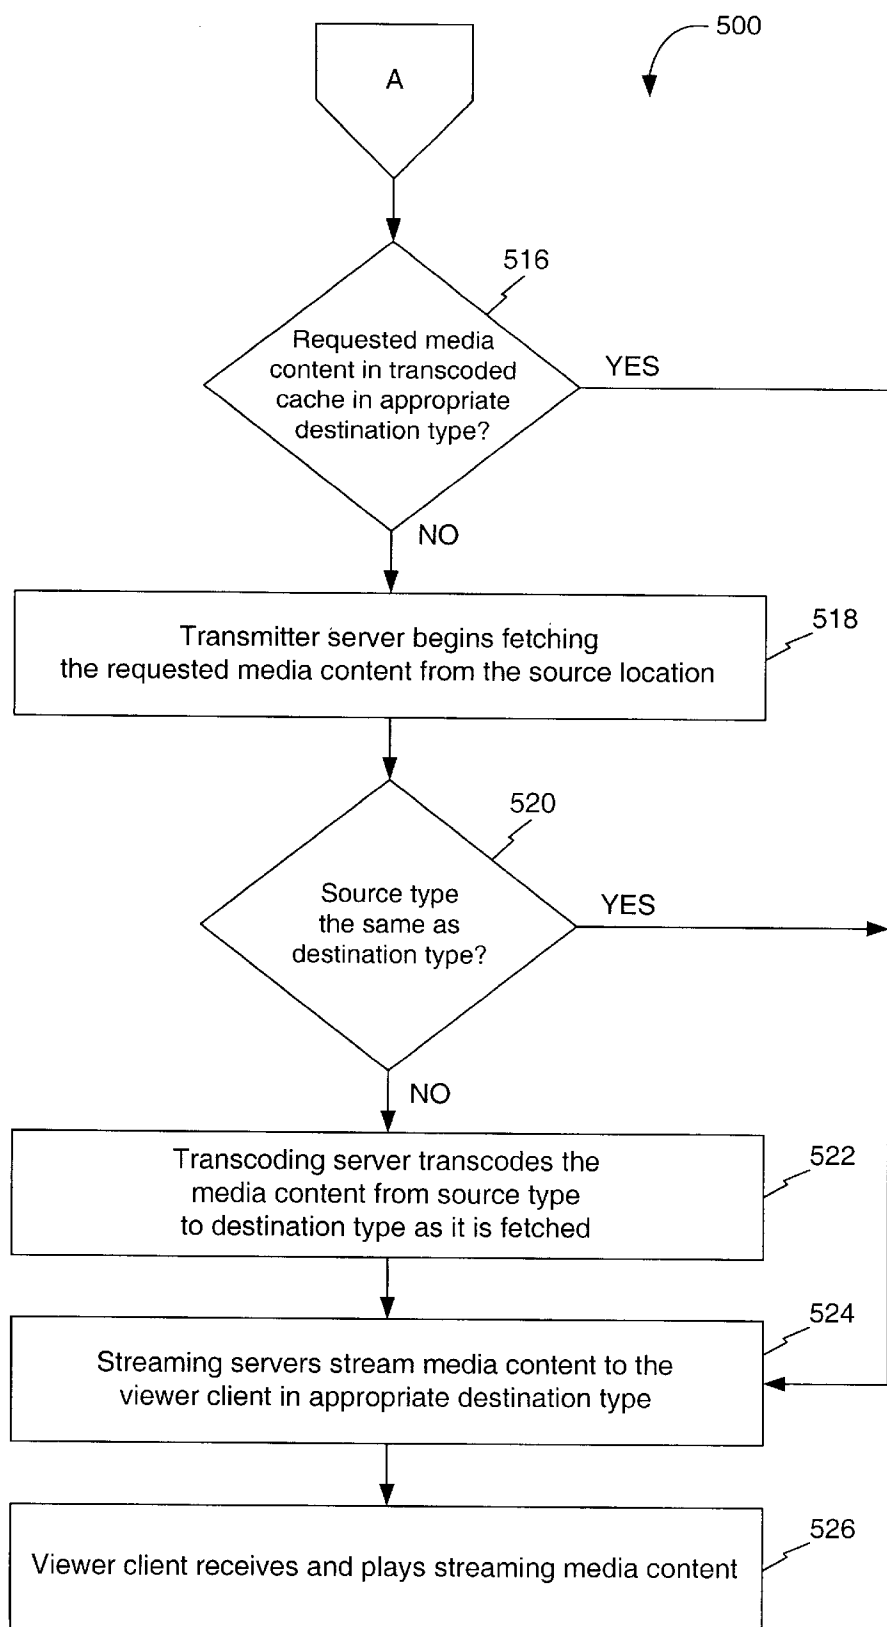 500
A
516
Requested media
content in transcoded
cache in appropriate
destination type?
YES
NO
518
Transmitter server begins fetching
the requested media content from the source location
520
Source type
the same as
destination type?
YES
NO
522
Transcoding server transcodes the
media content from source type
to destination type as it is fetched
524
Streaming servers stream media content to the
viewer client in appropriate destination type
526
Viewer client receives and plays streaming media content